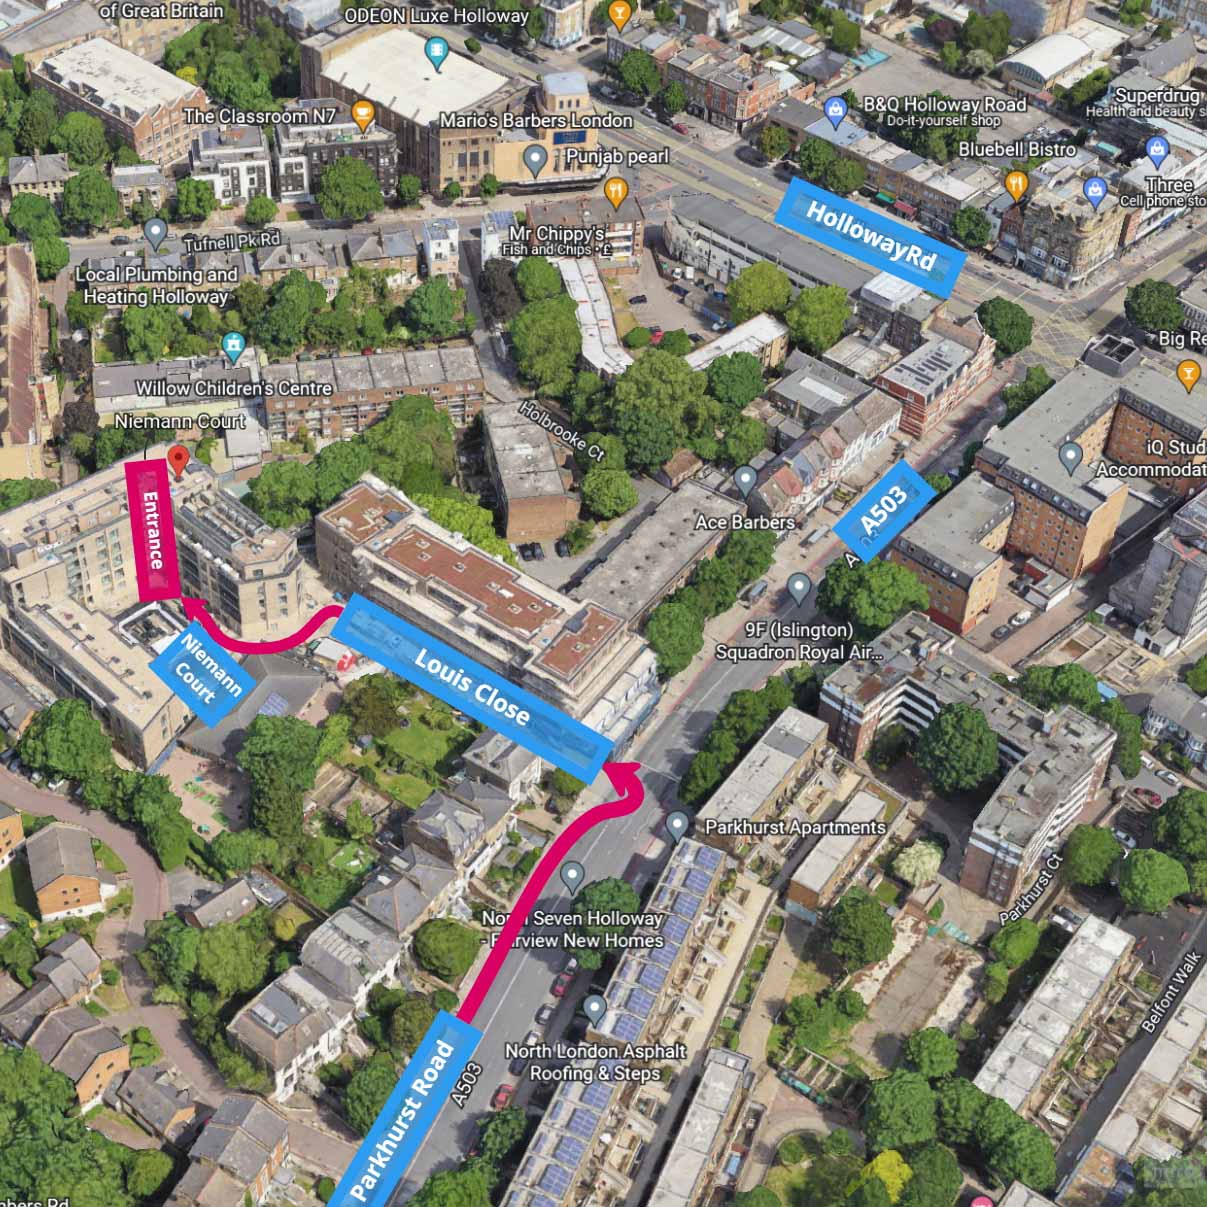 of Great Britain
ODEON Luxe Holloway
The Classroom N7
Mario's Barbers London
B&Q Holloway Road
Do-it-yourself shop
Superdrug
Health and beauty
Punjab pearl
Bluebell Bistro
Three
Cell phone sto
HollowayRd
Mr Chippy's
Fish and Chips · £
Tufnell Pk Rd
Local Plumbing and
Heating Holloway
Big Re
Willow Children's Centre
Niemann Court
Holbrooke Ct
iQ Stud
Accommodat
Entrance
A503
Ace Barbers
9F (Islington)
Squadron Royal Air...
Niemann
Court
Louis Close
Parkhurst Apartments
Parkhurst Ct
North Seven Holloway
- Fairview New Homes
Belfont Walk
North London Asphalt
Roofing & Steps
Parkhurst Road
A503
nbers Rd